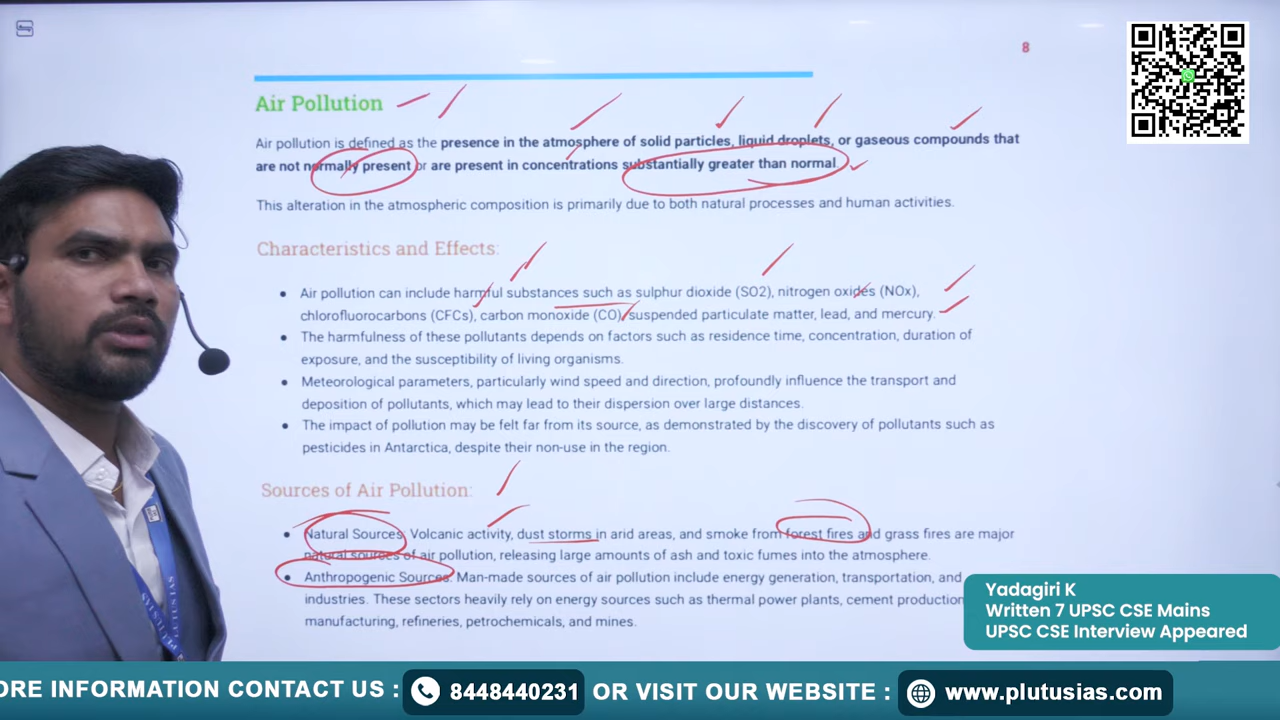 8
Air Pollution
Air pollution is defined as the presence in the atmosphere of solid particles, liquid droplets, or gaseous compounds that
are not normally present or are present in concentrations substantially greater than normal.
This alteration in the atmospheric composition is primarily due to both natural processes and human activities.
Characteristics and Effects:
• Air pollution can include harmful substances such as sulphur dioxide (SO2), nitrogen oxides (NOx),
chlorofluorocarbons (CFCs), carbon monoxide (CO), suspended particulate matter, lead, and mercury.
• The harmfulness of these pollutants depends on factors such as residence time, concentration, duration of
exposure, and the susceptibility of living organisms.
• Meteorological parameters, particularly wind speed and direction, profoundly influence the transport and
deposition of pollutants, which may lead to their dispersion over large distances.
• The impact of pollution may be felt far from its source, as demonstrated by the discovery of pollutants such as
pesticides in Antarctica, despite their non-use in the region.
Sources of Air Pollution:
• Natural Sources: Volcanic activity, dust storms in arid areas, and smoke from forest fires and grass fires are major
natural sources of air pollution, releasing large amounts of ash and toxic fumes into the atmosphere.
• Anthropogenic Sources: Man-made sources of air pollution include energy generation, transportation, and
industries. These sectors heavily rely on energy sources such as thermal power plants, cement production
manufacturing, refineries, petrochemicals, and mines.
Yadagiri K
Written 7 UPSC CSE Mains
UPSC CSE Interview Appeared
ORE INFORMATION CONTACT US : 8448440231 OR VISIT OUR WEBSITE : www.plutusias.com